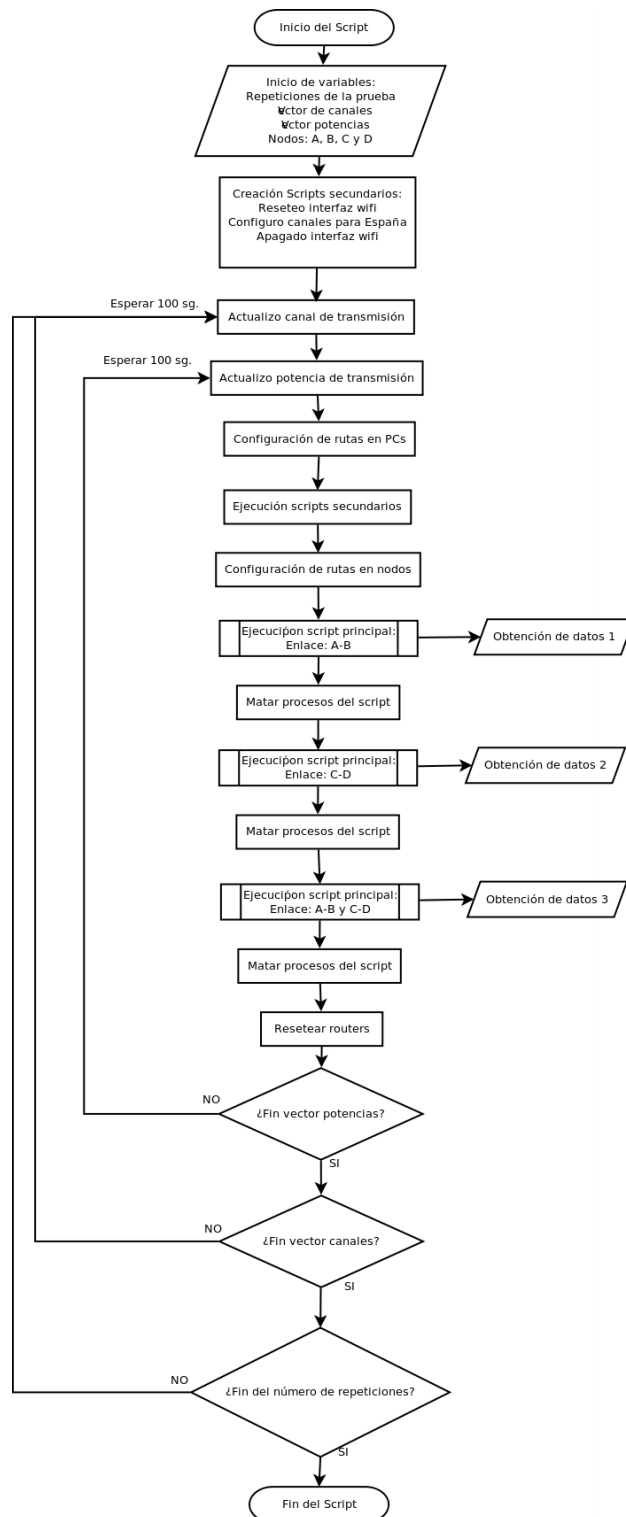 Inicio del Script
Inicio de variables:
Repeticiones de la prueba
Vector de canales
Vector potencias
Nodos: A, B, C y D
Creación Scripts secundarios:
Reseteo interfaz wifi
Configuro canales para España
Apagado interfaz wifi
Esperar 100 sg.
Actualizo canal de transmisión
Esperar 100 sg.
Actualizo potencia de transmisión
Configuración de rutas en PCs
Ejecución scripts secundarios
Configuración de rutas en nodos
Ejecucióon script principal:
Enlace: A-B
Obtención de datos 1
Matar procesos del script
Ejecucióon script principal:
Enlace: C-D
Obtención de datos 2
Matar procesos del script
Ejecucióon script principal:
Enlace: A-B y C-D
Obtención de datos 3
Matar procesos del script
Resetear routers
NO
¿Fin vector potencias?
SI
NO
¿Fin vector canales?
SI
NO
¿Fin del número de repeticiones?
SI
Fin del Script